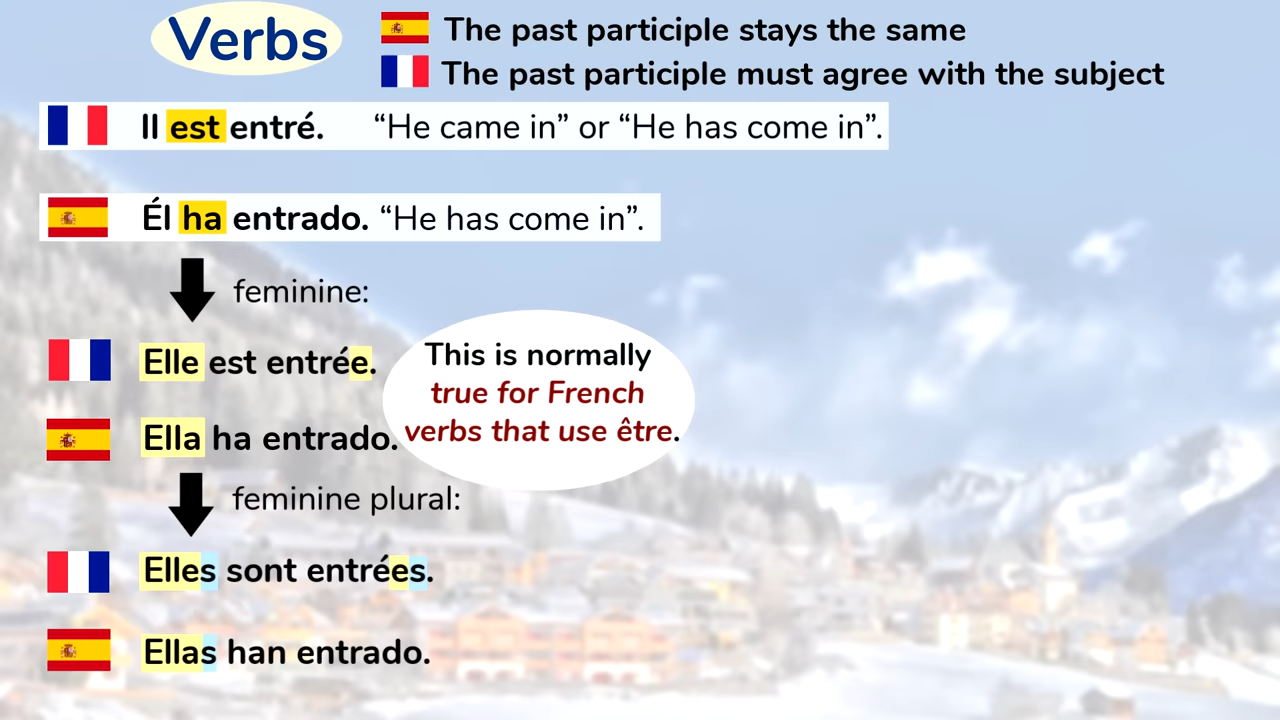 Verbs
The past participle stays the same
The past participle must agree with the subject
Il est entré. “He came in” or “He has come in”.
Él ha entrado. “He has come in”.
feminine:
Elle est entrée.
This is normally
true for French
verbs that use être.
Ella ha entrado.
feminine plural:
Elles sont entrées.
Ellas han entrado.